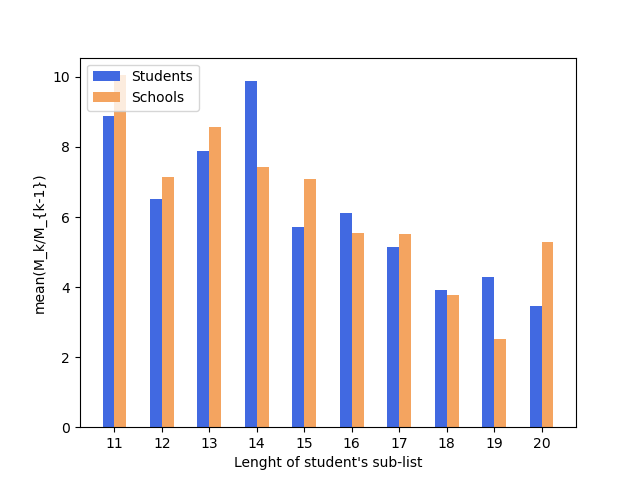 Students
Schools
10
8
6
4
2
0
mean(M_k/M_{k-1})
11 12 13 14 15 16 17 18 19 20
Lenght of student's sub-list